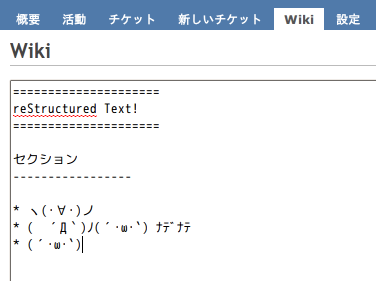 概要 活動 チケット 新しいチケット Wiki 設定
Wiki
=====================
reStructured Text!
=====================
セクション
-----------------
* ヽ(・∀・)ノ
* (　´Д｀)ﾉ(´・ω・`) ﾅﾃﾞﾅﾃ
* (´・ω・`)